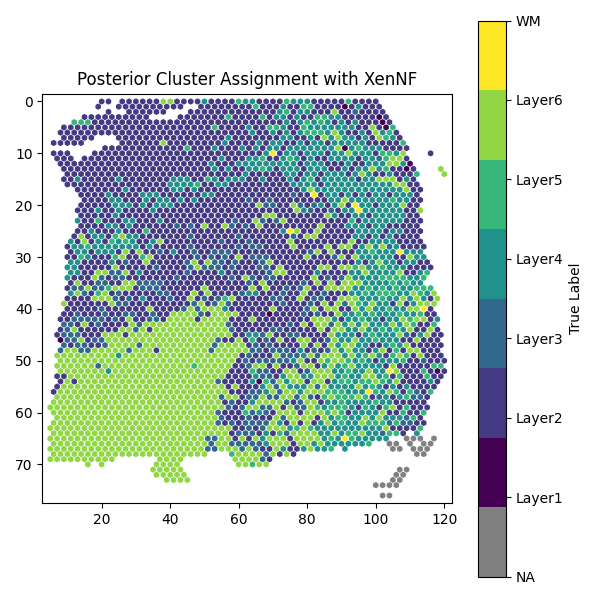 Posterior Cluster Assignment with XenNF
0
10
20
30
40
50
60
70
20
40
60
80
100
120
WM
Layer6
Layer5
Layer4
Layer3
Layer2
Layer1
NA
True Label